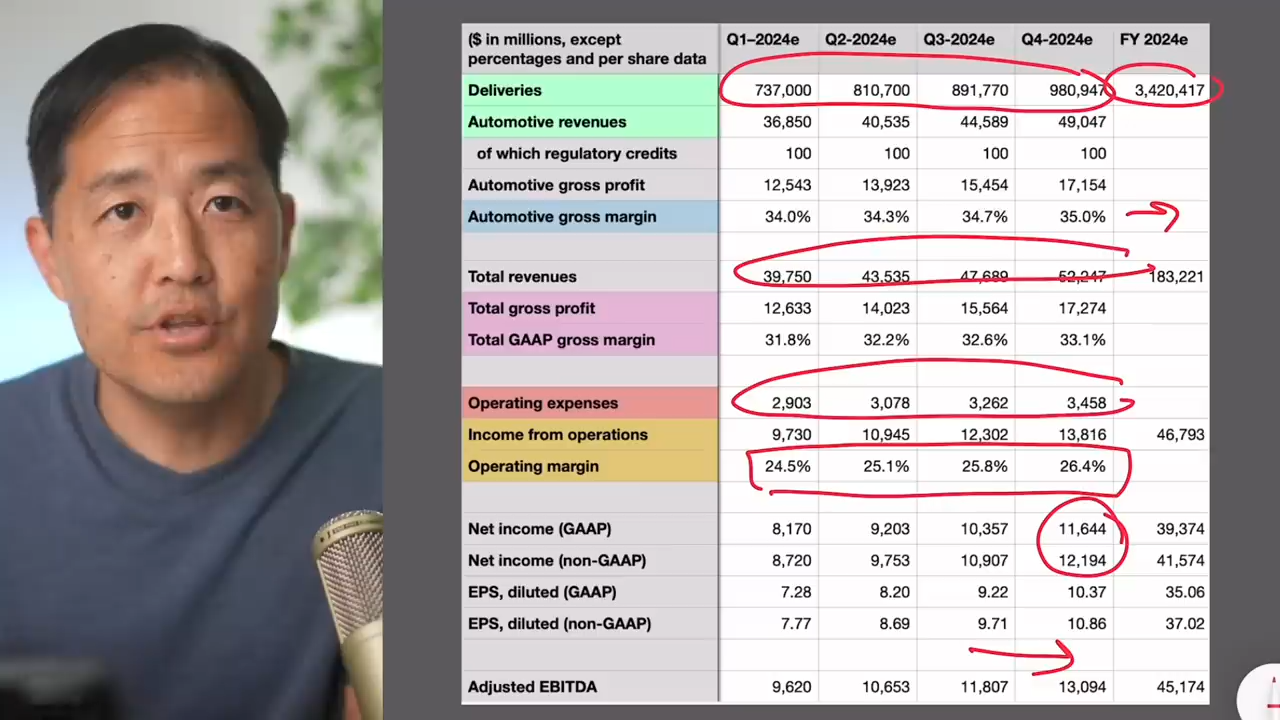 ($ in millions, except percentages and per share data Q1–2024e Q2-2024e Q3-2024e Q4-2024e FY 2024e
Deliveries 737,000 810,700 891,770 980,947 3,420,417
Automotive revenues 36,850 40,535 44,589 49,047
of which regulatory credits 100 100 100 100
Automotive gross profit 12,543 13,923 15,454 17,154
Automotive gross margin 34.0% 34.3% 34.7% 35.0%
Total revenues 39,750 43,535 47,689 52,247 183,221
Total gross profit 12,633 14,023 15,564 17,274
Total GAAP gross margin 31.8% 32.2% 32.6% 33.1%
Operating expenses 2,903 3,078 3,262 3,458
Income from operations 9,730 10,945 12,302 13,816 46,793
Operating margin 24.5% 25.1% 25.8% 26.4%
Net income (GAAP) 8,170 9,203 10,357 11,644 39,374
Net income (non-GAAP) 8,720 9,753 10,907 12,194 41,574
EPS, diluted (GAAP) 7.28 8.20 9.22 10.37 35.06
EPS, diluted (non-GAAP) 7.77 8.69 9.71 10.86 37.02
Adjusted EBITDA 9,620 10,653 11,807 13,094 45,174